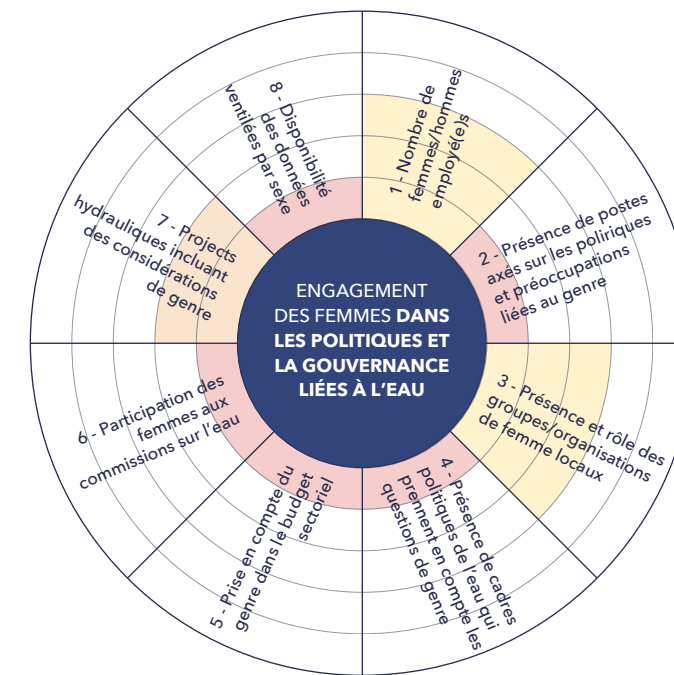 ENGAGEMENT
DES FEMMES DANS
LES POLITIQUES ET
LA GOUVERNANCE
LIÉES À L'EAU
1 - Nombre de
femmes/hommes
employé(e)s
2 - Présence de postes
axés sur les poliriques
et préoccupations
liées au genre
3 - Présence et rôle des
groupes/organisations
de femme locaux
4 - Présence de cadres
politiques de l'eau qui
prennent en compte les
questions de genre
5 - Prise en compte du
genre dans le budget
sectoriel
6 - Participation des
femmes aux
commissions sur l'eau
7 - Projects
hydrauliques incluant
des considérations
de genre
8 - Disponibilité
des données
ventilées par sexe